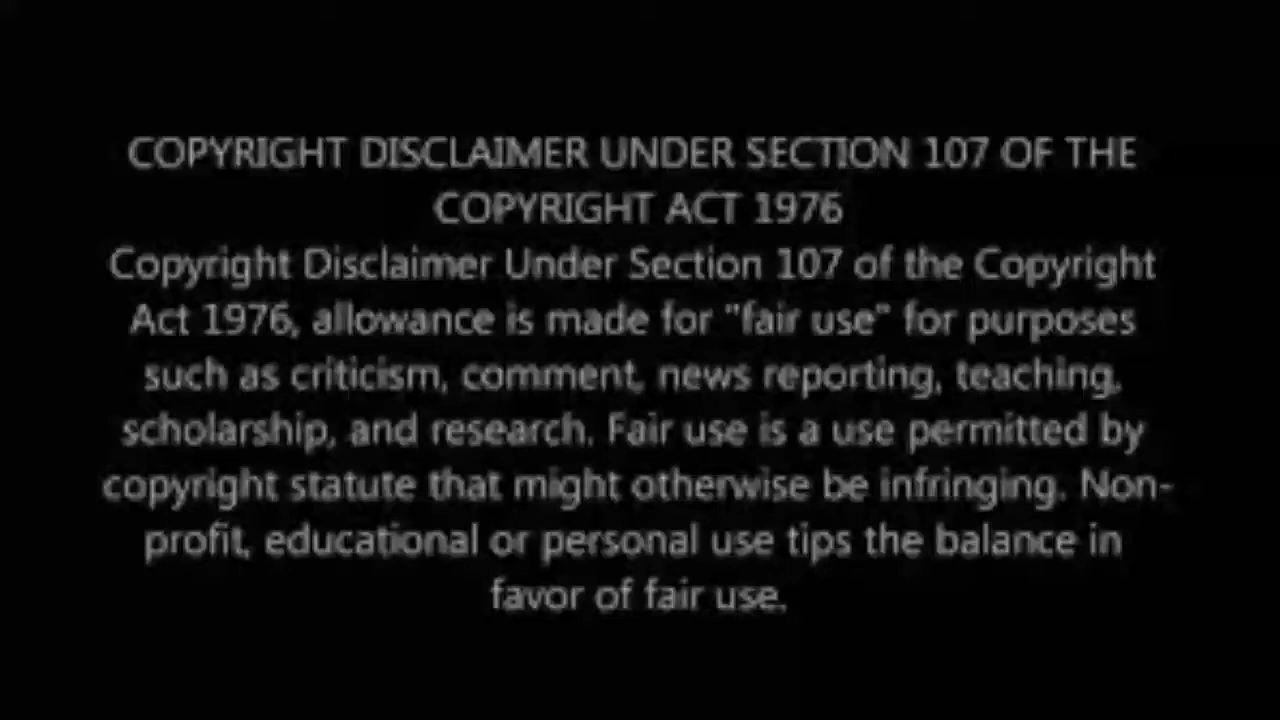 COPYRIGHT DISCLAIMER UNDER SECTION 107 OF THE
COPYRIGHT ACT 1976
Copyright Disclaimer Under Section 107 of the Copyright
Act 1976, allowance is made for "fair use" for purposes
such as criticism, comment, news reporting, teaching,
scholarship, and research. Fair use is a use permitted by
copyright statute that might otherwise be infringing. Non-
profit, educational or personal use tips the balance in
favor of fair use.